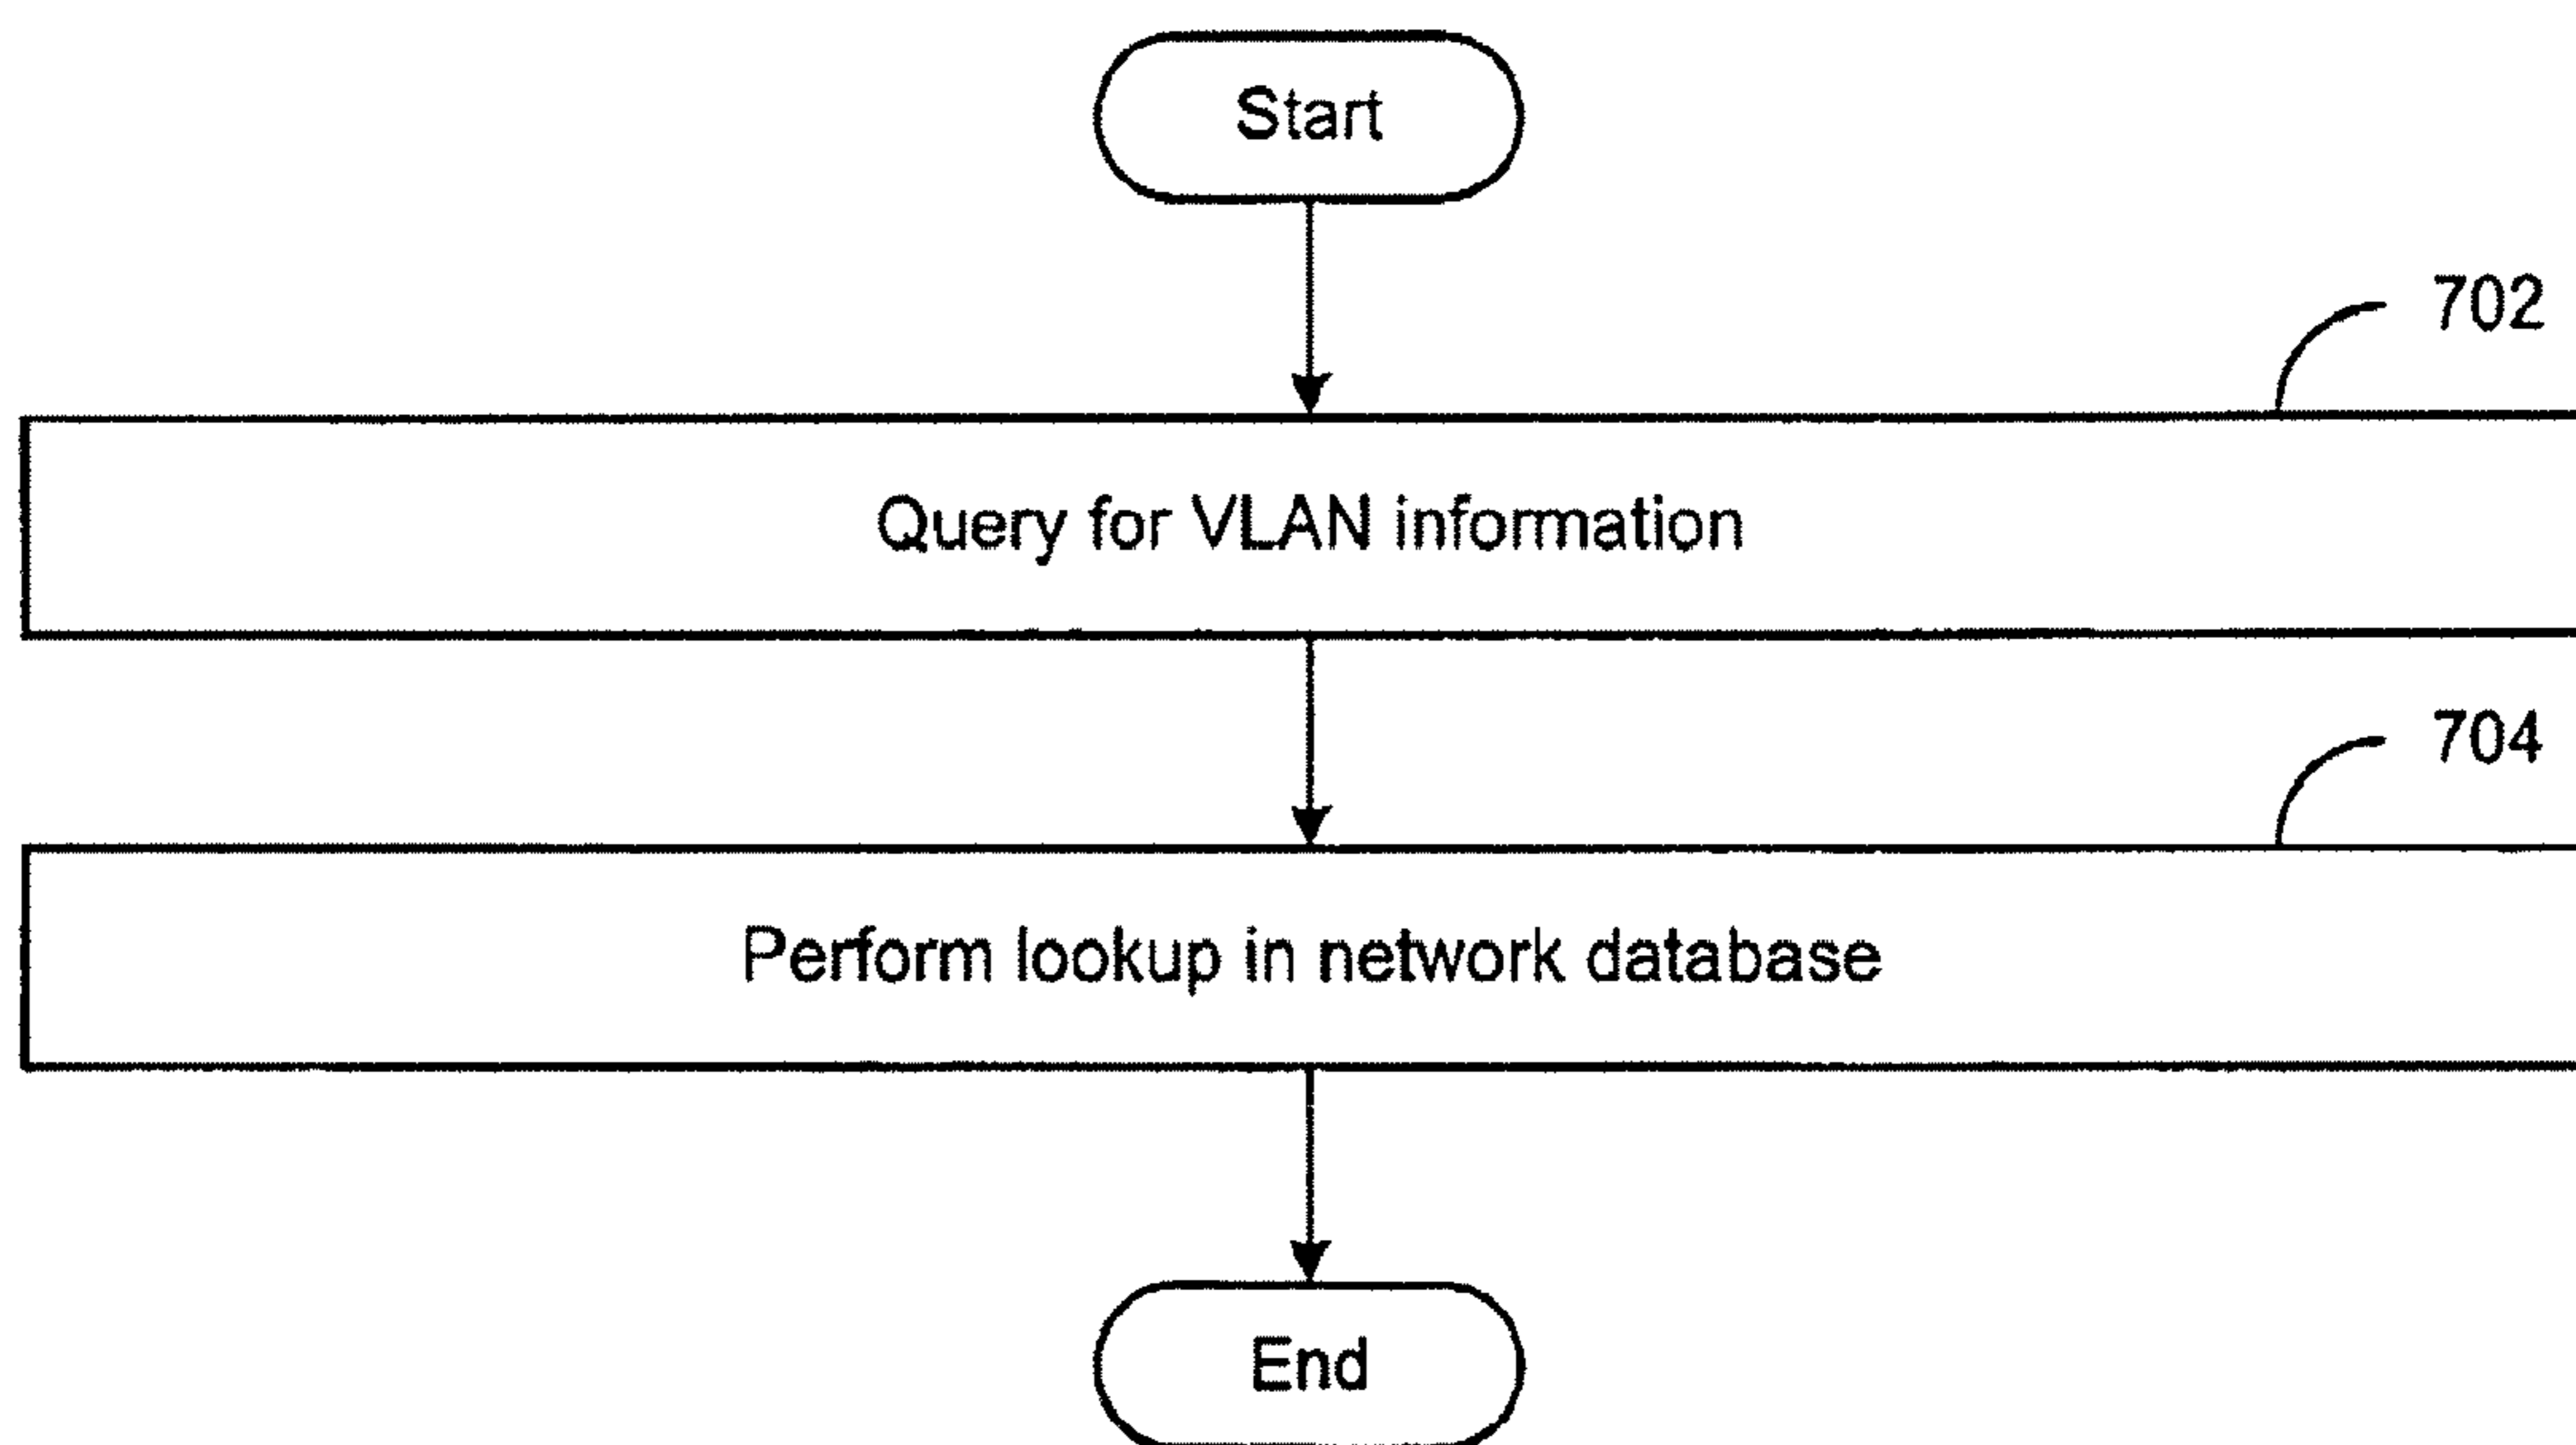 Start
702
Query for VLAN information
704
Perform lookup in network database
End